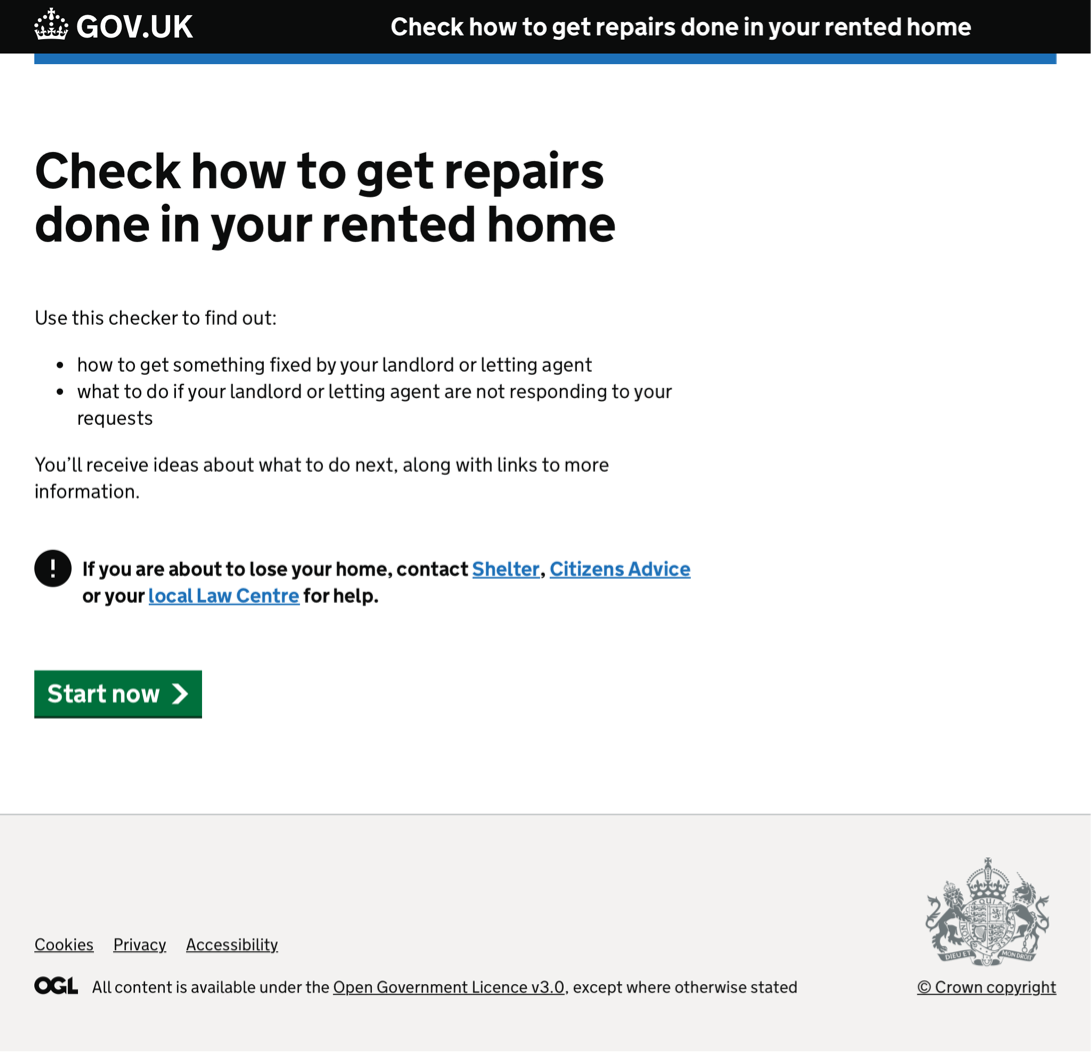 GOV.UK
Check how to get repairs done in your rented home
Check how to get repairs
done in your rented home
Use this checker to find out:
• how to get something fixed by your landlord or letting agent
• what to do if your landlord or letting agent are not responding to your
requests
You’ll receive ideas about what to do next, along with links to more
information.
! If you are about to lose your home, contact Shelter, Citizens Advice
or your local Law Centre for help.
Start now
Cookies Privacy Accessibility
DIEU ET MON DROIT
OGL All content is available under the Open Government Licence v3.0, except where otherwise stated
© Crown copyright